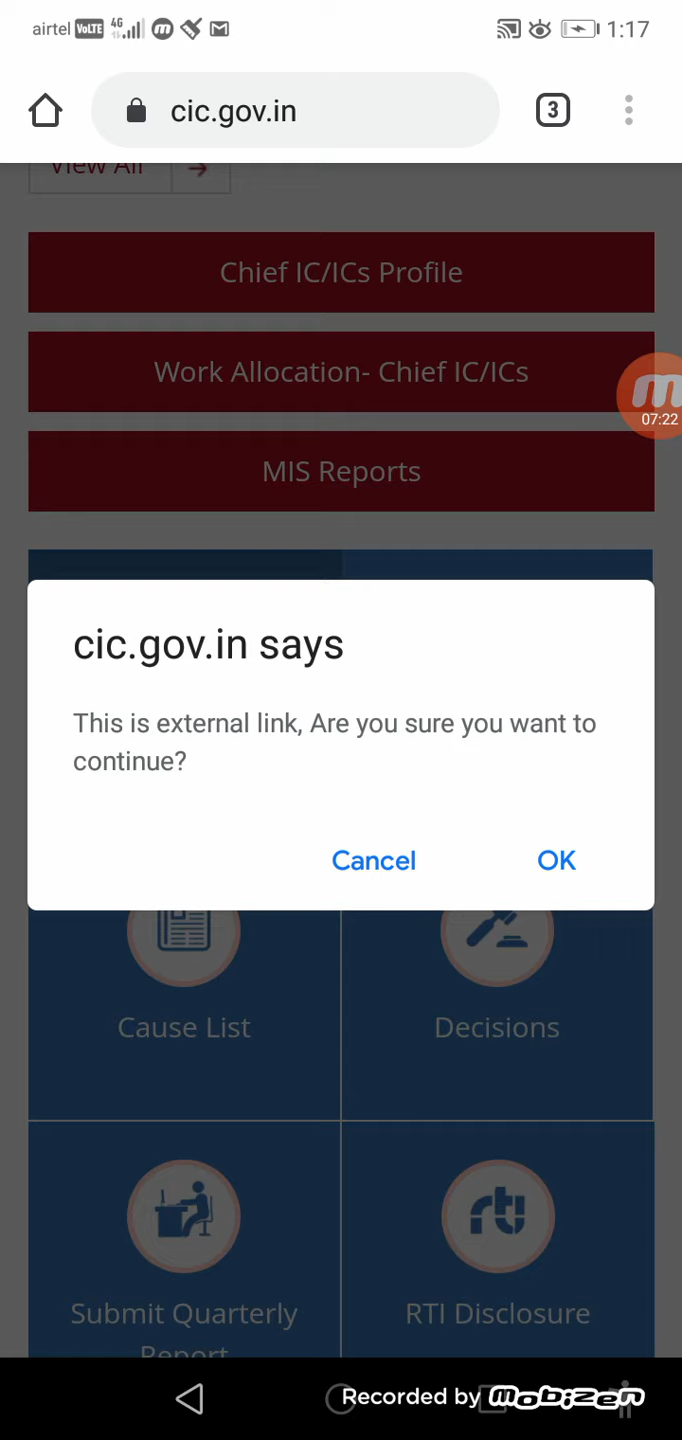 airtel VoLTE 4G 1:17
cic.gov.in 3
View All
Chief IC/ICs Profile
Work Allocation- Chief IC/ICs
07:22
MIS Reports
cic.gov.in says
This is external link, Are you sure you want to
continue?
Cancel OK
Cause List Decisions
rti
Submit Quarterly RTI Disclosure
Report
Recorded by mobizen